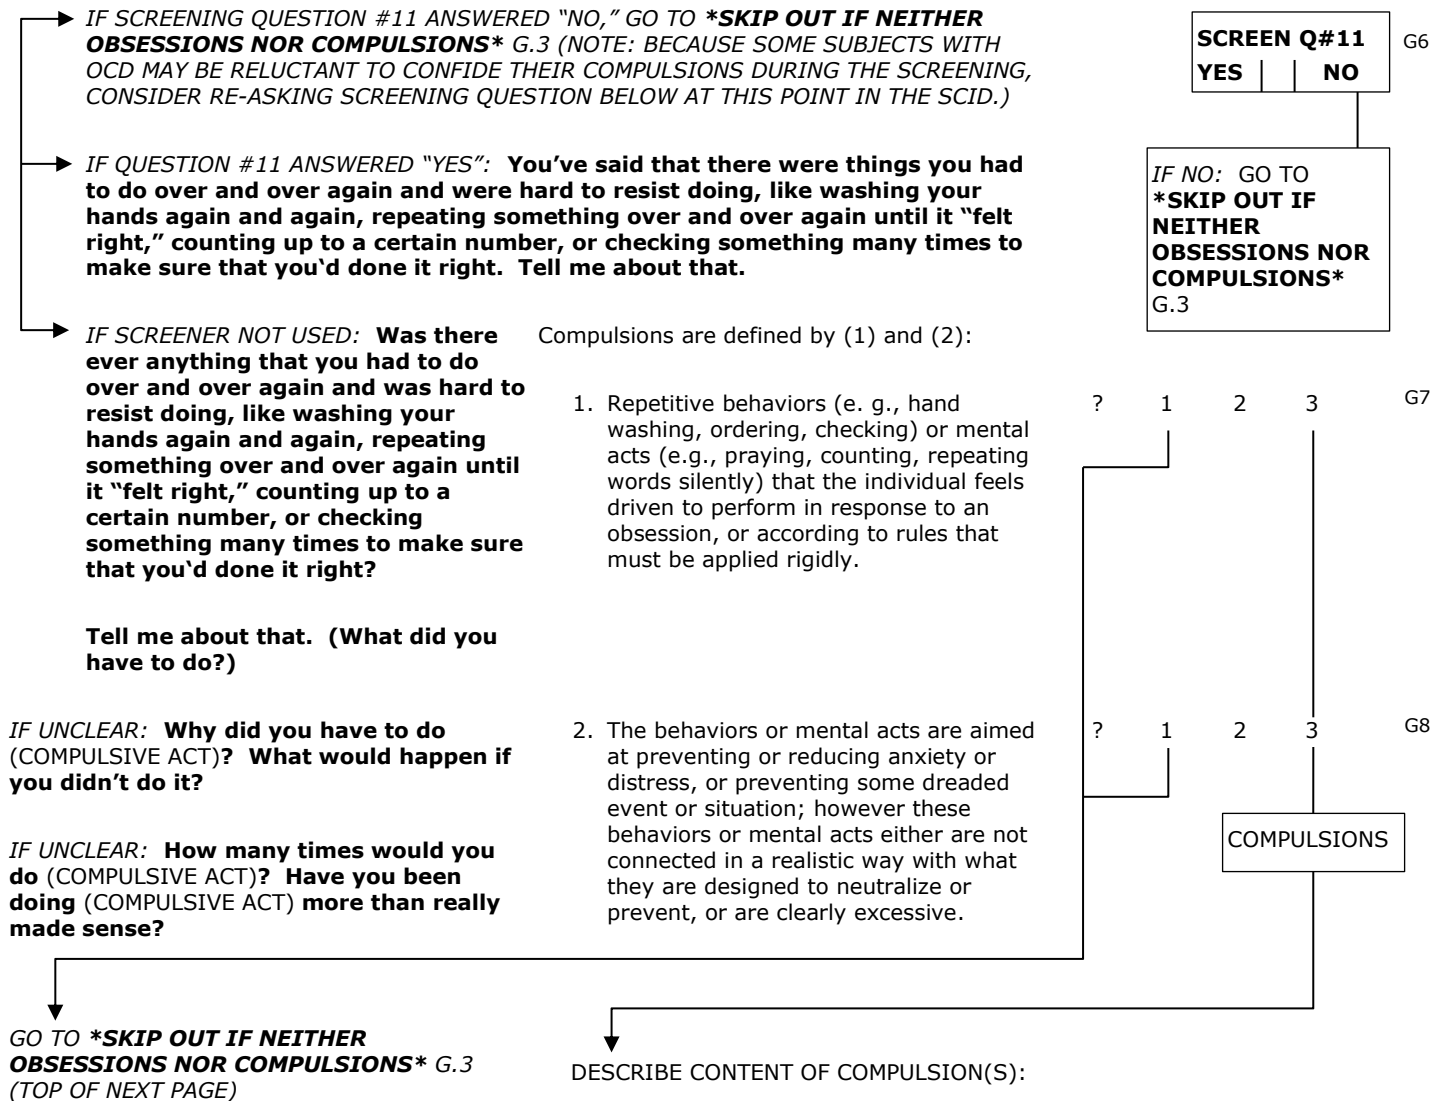 IF SCREENING QUESTION #11 ANSWERED “NO,” GO TO *SKIP OUT IF NEITHER
OBSESSIONS NOR COMPULSIONS* G.3 (NOTE: BECAUSE SOME SUBJECTS WITH
OCD MAY BE RELUCTANT TO CONFIDE THEIR COMPULSIONS DURING THE SCREENING,
CONSIDER RE-ASKING SCREENING QUESTION BELOW AT THIS POINT IN THE SCID.)
SCREEN Q#11
YES NO
G6
IF NO: GO TO
*SKIP OUT IF
NEITHER
OBSESSIONS NOR
COMPULSIONS*
G.3
IF QUESTION #11 ANSWERED “YES”: You’ve said that there were things you had
to do over and over again and were hard to resist doing, like washing your
hands again and again, repeating something over and over again until it “felt
right,” counting up to a certain number, or checking something many times to
make sure that you‘d done it right. Tell me about that.
IF SCREENER NOT USED: Was there
ever anything that you had to do
over and over again and was hard to
resist doing, like washing your
hands again and again, repeating
something over and over again until
it “felt right,” counting up to a
certain number, or checking
something many times to make sure
that you‘d done it right?
Tell me about that. (What did you
have to do?)
Compulsions are defined by (1) and (2):
1. Repetitive behaviors (e. g., hand
washing, ordering, checking) or mental
acts (e.g., praying, counting, repeating
words silently) that the individual feels
driven to perform in response to an
obsession, or according to rules that
must be applied rigidly.
? 1 2 3 G7
IF UNCLEAR: Why did you have to do
(COMPULSIVE ACT)? What would happen if
you didn’t do it?
IF UNCLEAR: How many times would you
do (COMPULSIVE ACT)? Have you been
doing (COMPULSIVE ACT) more than really
made sense?
2. The behaviors or mental acts are aimed
at preventing or reducing anxiety or
distress, or preventing some dreaded
event or situation; however these
behaviors or mental acts either are not
connected in a realistic way with what
they are designed to neutralize or
prevent, or are clearly excessive.
? 1 2 3 G8
COMPULSIONS
GO TO *SKIP OUT IF NEITHER
OBSESSIONS NOR COMPULSIONS* G.3
(TOP OF NEXT PAGE)
DESCRIBE CONTENT OF COMPULSION(S):